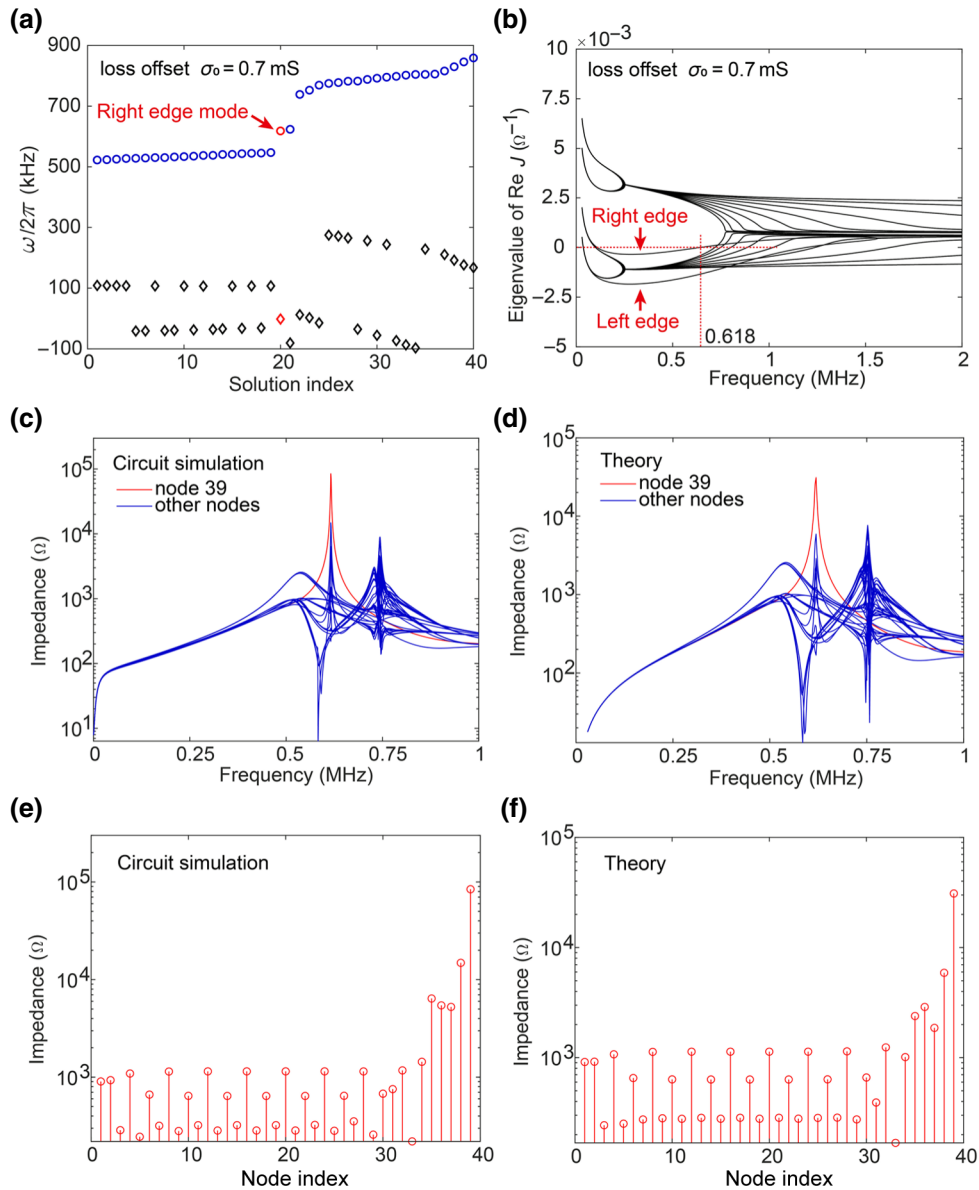 (a)
900
700
500
300
100
−100
ω/2π (kHz)
loss offset σ₀ = 0.7 mS
Right edge mode
0 10 20 30 40
Solution index
(b)
×10⁻³
10
7.5
5
2.5
0
−2.5
−5
Eigenvalue of Re J (Ω⁻¹)
loss offset σ₀ = 0.7 mS
Right edge
Left edge
0.618
0 0.5 1 1.5 2
Frequency (MHz)
(c)
10⁵
10⁴
10³
10²
10¹
Impedance (Ω)
Circuit simulation
node 39
other nodes
0 0.25 0.5 0.75 1
Frequency (MHz)
(d)
10⁵
10⁴
10³
10²
Impedance (Ω)
Theory
node 39
other nodes
0 0.25 0.5 0.75 1
Frequency (MHz)
(e)
10⁵
10⁴
10³
Impedance (Ω)
Circuit simulation
0 10 20 30 40
Node index
(f)
10⁵
10⁴
10³
Impedance (Ω)
Theory
0 10 20 30 40
Node index